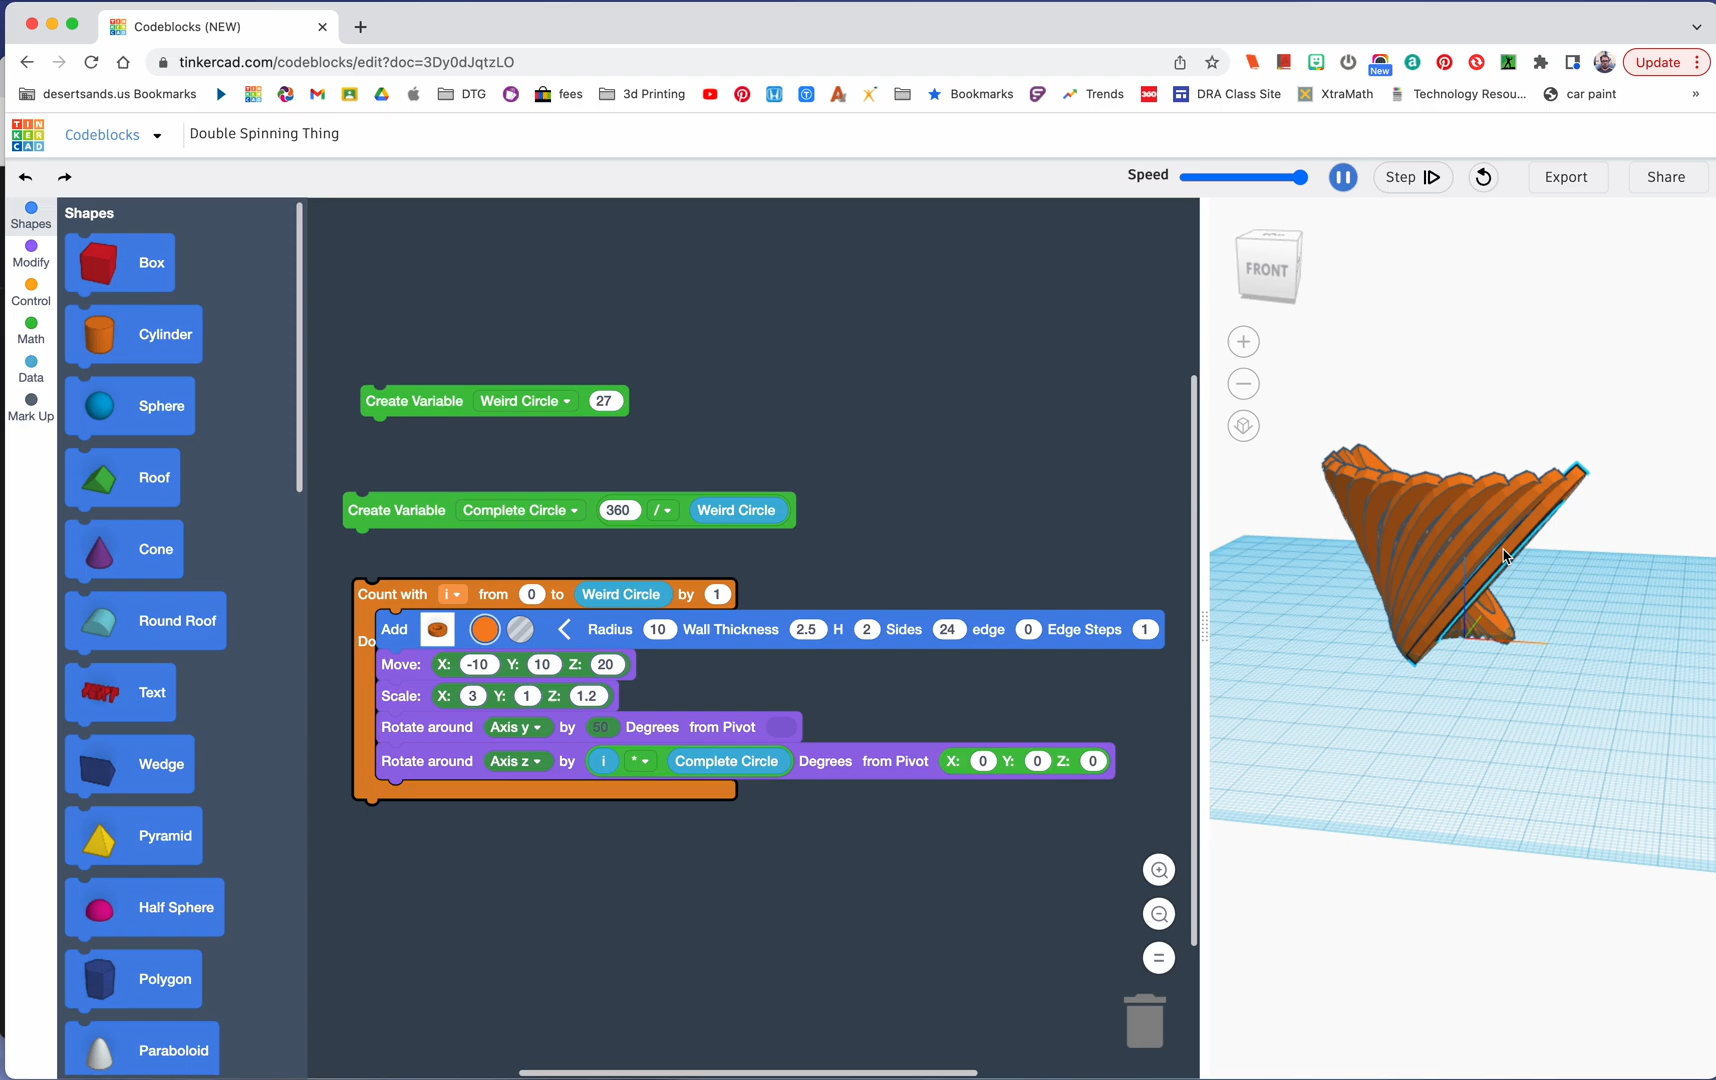 Codeblocks (NEW)
tinkercad.com/codeblocks/edit?doc=3Dy0dJqtzLO
New
Update
desertsands.us Bookmarks
DTG
fees
3d Printing
Bookmarks
Trends
360
DRA Class Site
XtraMath
Technology Resou...
car paint
»
TIN
KER
CAD
Codeblocks
Double Spinning Thing
Speed
Step
Export
Share
Shapes
Modify
Control
Math
Data
Mark Up
Shapes
Box
Cylinder
Sphere
Roof
Cone
Round Roof
Text
Wedge
Pyramid
Half Sphere
Polygon
Paraboloid
Create Variable Weird Circle 27
Create Variable Complete Circle 360 / Weird Circle
Count with i from 0 to Weird Circle by 1
Do
Add Radius 10 Wall Thickness 2.5 H 2 Sides 24 edge 0 Edge Steps 1
Move: X: -10 Y: 10 Z: 20
Scale: X: 3 Y: 1 Z: 1.2
Rotate around Axis y by 50 Degrees from Pivot
Rotate around Axis z by i * Complete Circle Degrees from Pivot X: 0 Y: 0 Z: 0
FRONT